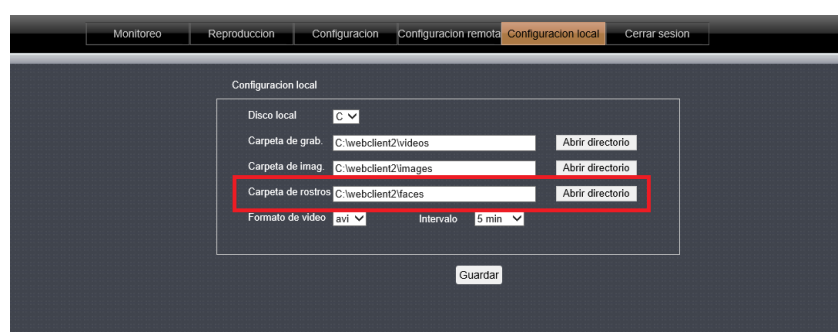 Monitoreo Reproduccion Configuracion Configuracion remota Configuracion local Cerrar sesion
Configuracion local
Disco local C
Carpeta de grab. C:\webclient2\videos Abrir directorio
Carpeta de imag. C:\webclient2\images Abrir directorio
Carpeta de rostros C:\webclient2\faces Abrir directorio
Formato de video avi Intervalo 5 min
Guardar